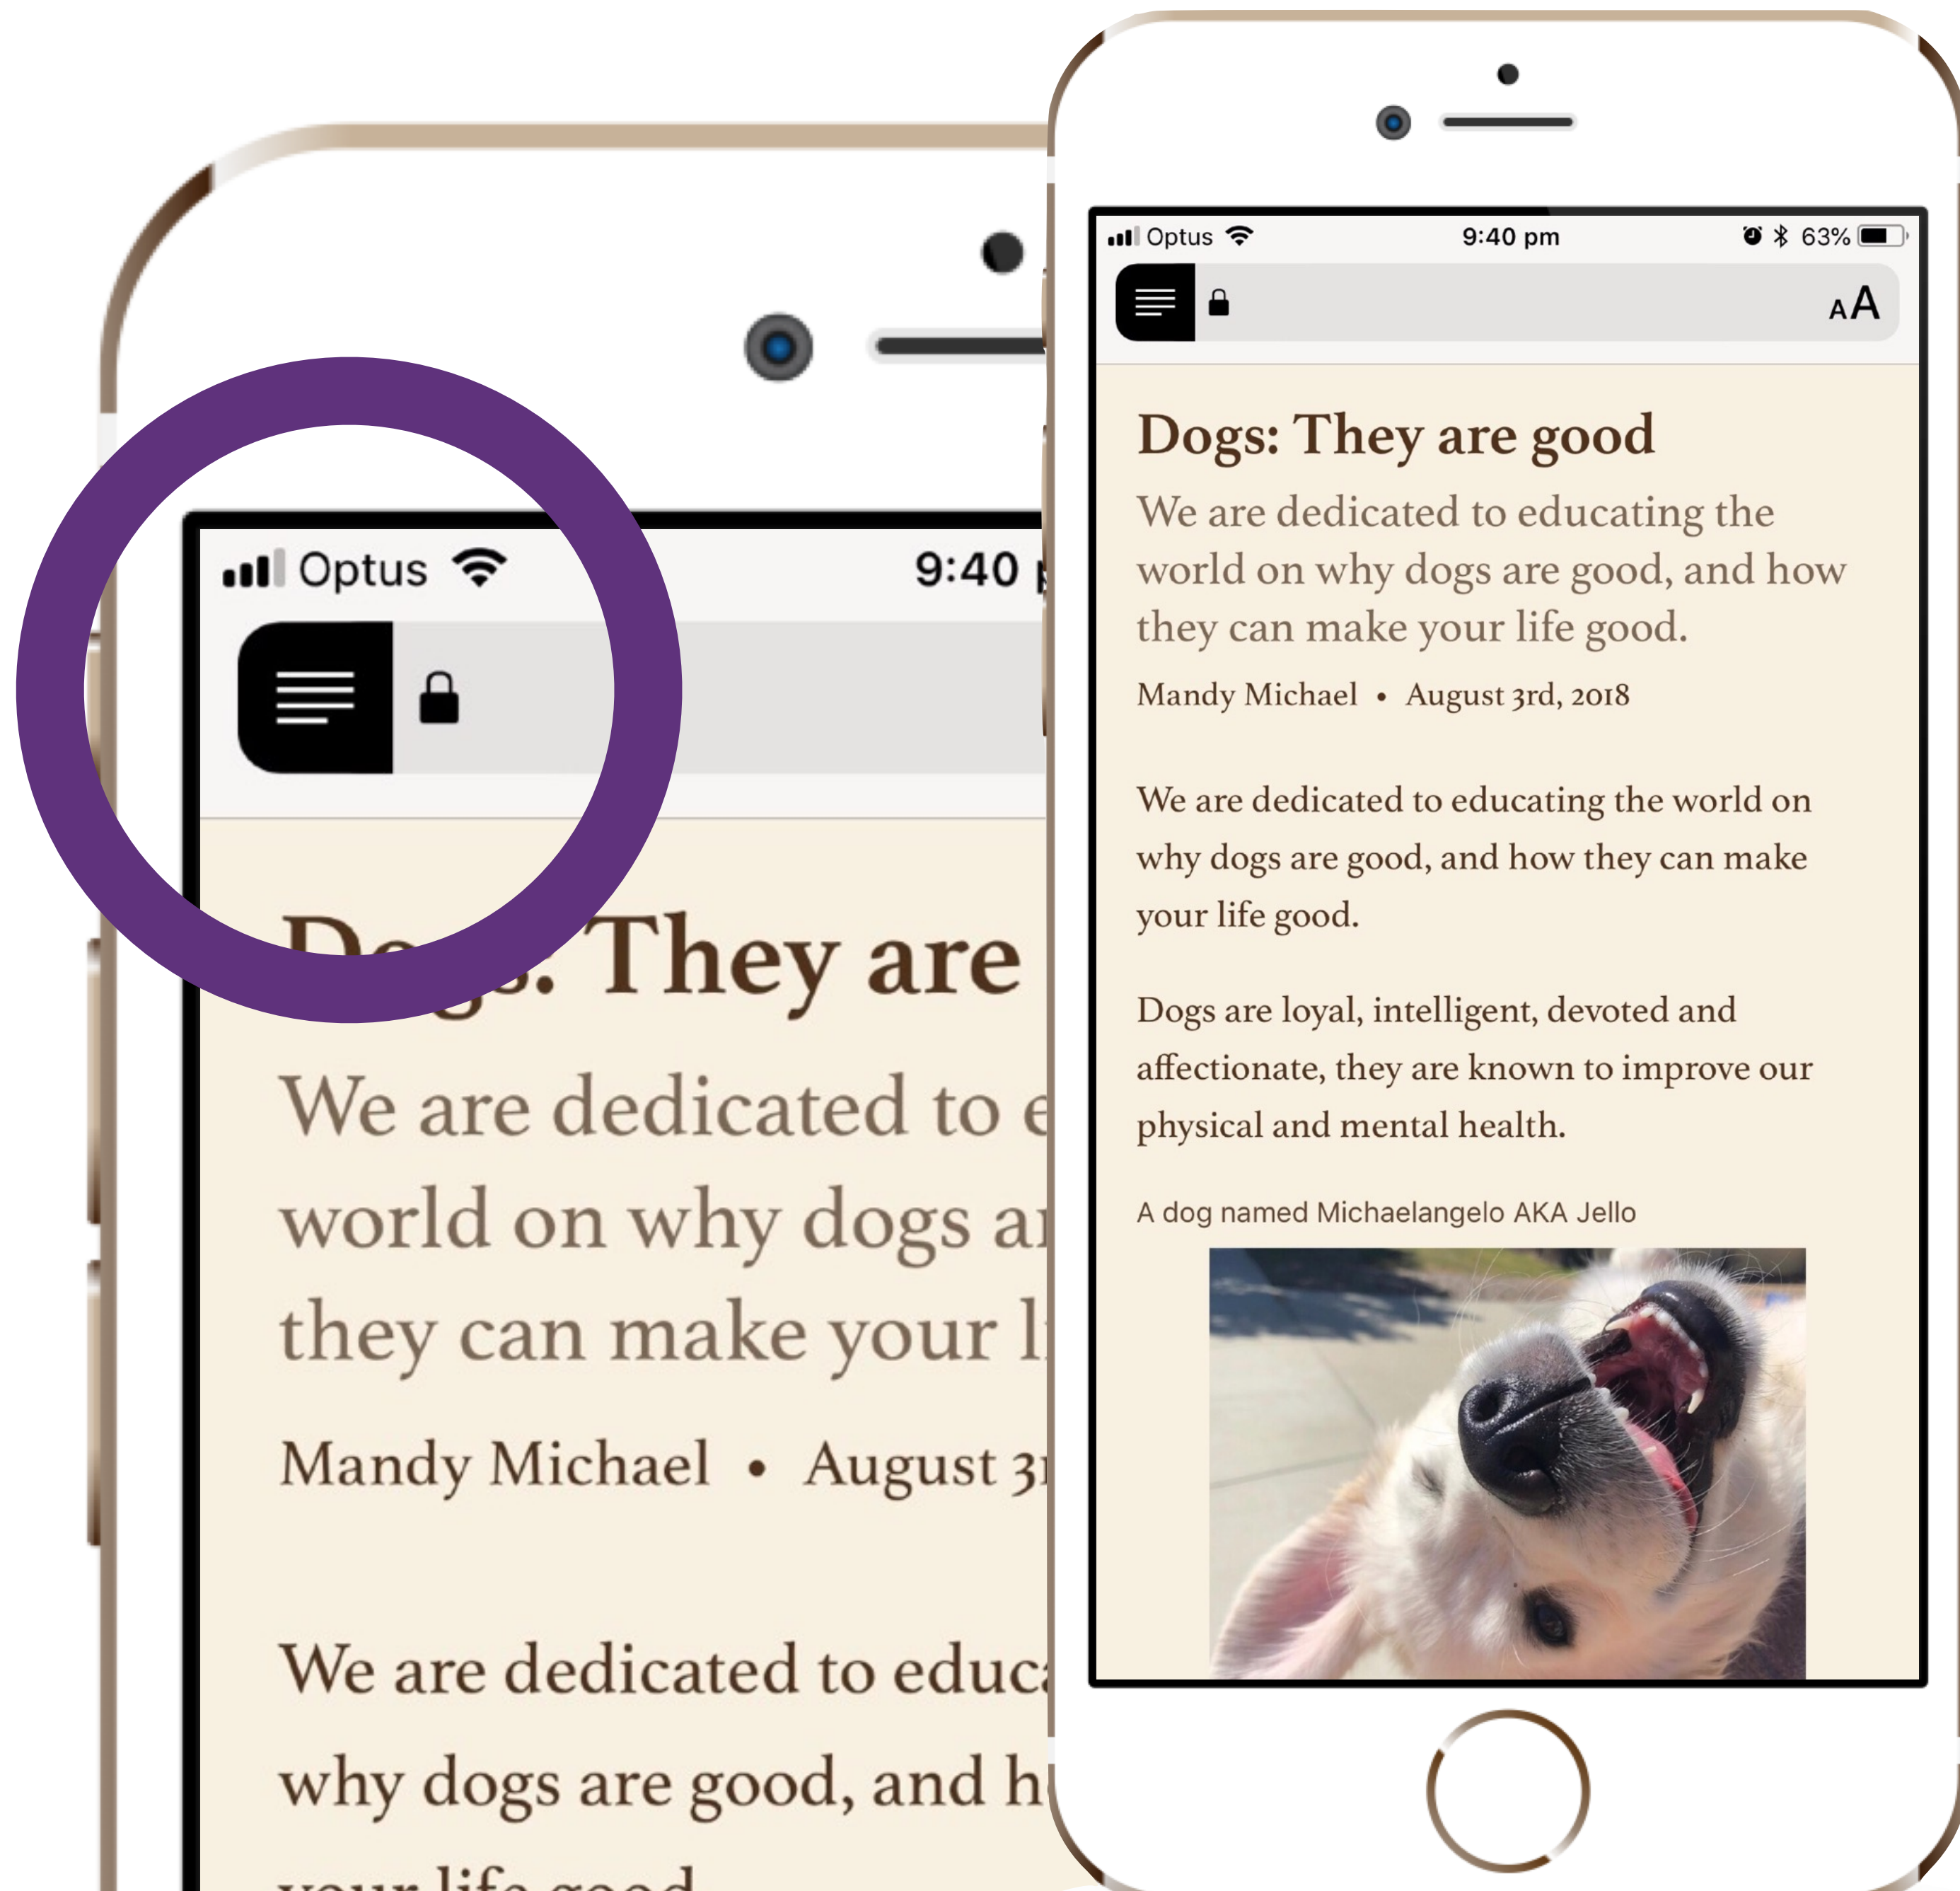 Optus
9:40
Dogs: They are
We are dedicated to
world on why dogs
they can make your
Mandy Michael • August
We are dedicated to
why dogs are good, and
your life good
Optus 9:40 pm 63%
AA
Dogs: They are good
We are dedicated to educating the
world on why dogs are good, and how
they can make your life good.
Mandy Michael • August 3rd, 2018
We are dedicated to educating the world on
why dogs are good, and how they can make
your life good.
Dogs are loyal, intelligent, devoted and
affectionate, they are known to improve our
physical and mental health.
A dog named Michaelangelo AKA Jello